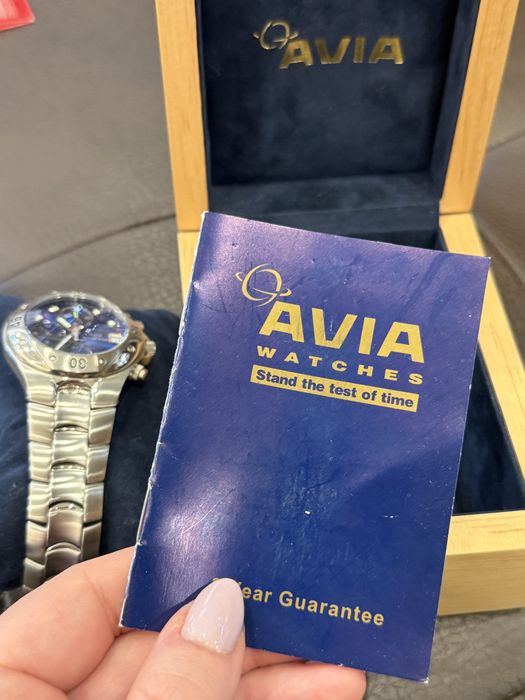 AVIA
AVIA
WATCHES
Stand the test of time
Year Guarantee